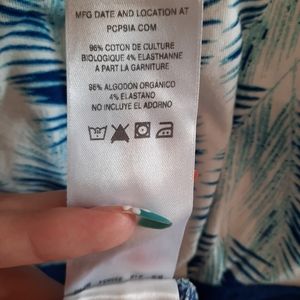 MFG DATE AND LOCATION AT
PCPSIA.COM
96% COTON DE CULTURE
BIOLOGIQUE 4% ELASTHANNE
A PART LA GARNITURE
96% ALGODON ORGÁNICO
4% ELASTANO
NO INCLUYE EL ADORNO